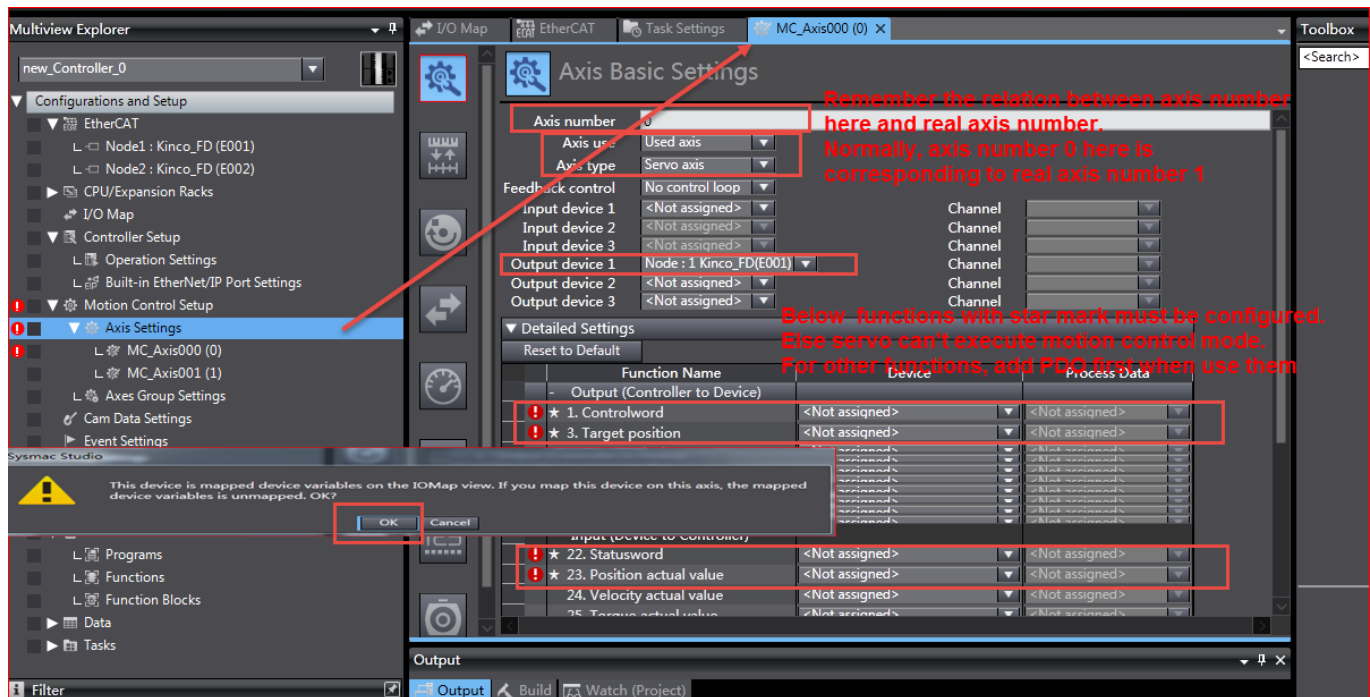 Multiview Explorer
new_Controller_0
Configurations and Setup
EtherCAT
Node1 : Kinco_FD (E001)
Node2 : Kinco_FD (E002)
CPU/Expansion Racks
I/O Map
Controller Setup
Operation Settings
Built-in EtherNet/IP Port Settings
Motion Control Setup
Axis Settings
MC_Axis000 (0)
MC_Axis001 (1)
Axes Group Settings
Cam Data Settings
Event Settings
Sysmac Studio
This device is mapped device variables on the IOMap view. If you map this device on this axis, the mapped
device variables is unmapped. OK?
OK Cancel
Programs
Functions
Function Blocks
Data
Tasks
Filter
I/O Map EtherCAT Task Settings MC_Axis000 (0)
Axis Basic Settings
Remember the relation between axis number
here and real axis number.
Normally, axis number 0 here is
corresponding to real axis number 1
Axis number 0
Axis use Used axis
Axis type Servo axis
Feedback control No control loop
Input device 1 <Not assigned> Channel
Input device 2 <Not assigned> Channel
Input device 3 <Not assigned> Channel
Output device 1 Node : 1 Kinco_FD(E001) Channel
Output device 2 <Not assigned> Channel
Output device 3 <Not assigned> Channel
Below functions with star mark must be configured.
Else servo can't execute motion control mode.
For other functions, add PDO first when use them
Detailed Settings
Reset to Default
Function Name Device Process Data
- Output (Controller to Device)
★ 1. Controlword <Not assigned> <Not assigned>
★ 3. Target position <Not assigned> <Not assigned>
Input (Device to Controller)
★ 22. Statusword <Not assigned> <Not assigned>
★ 23. Position actual value <Not assigned> <Not assigned>
24. Velocity actual value <Not assigned> <Not assigned>
25. Torque actual value <Not assigned> <Not assigned>
Output
Output Build Watch (Project)
Toolbox
<Search>